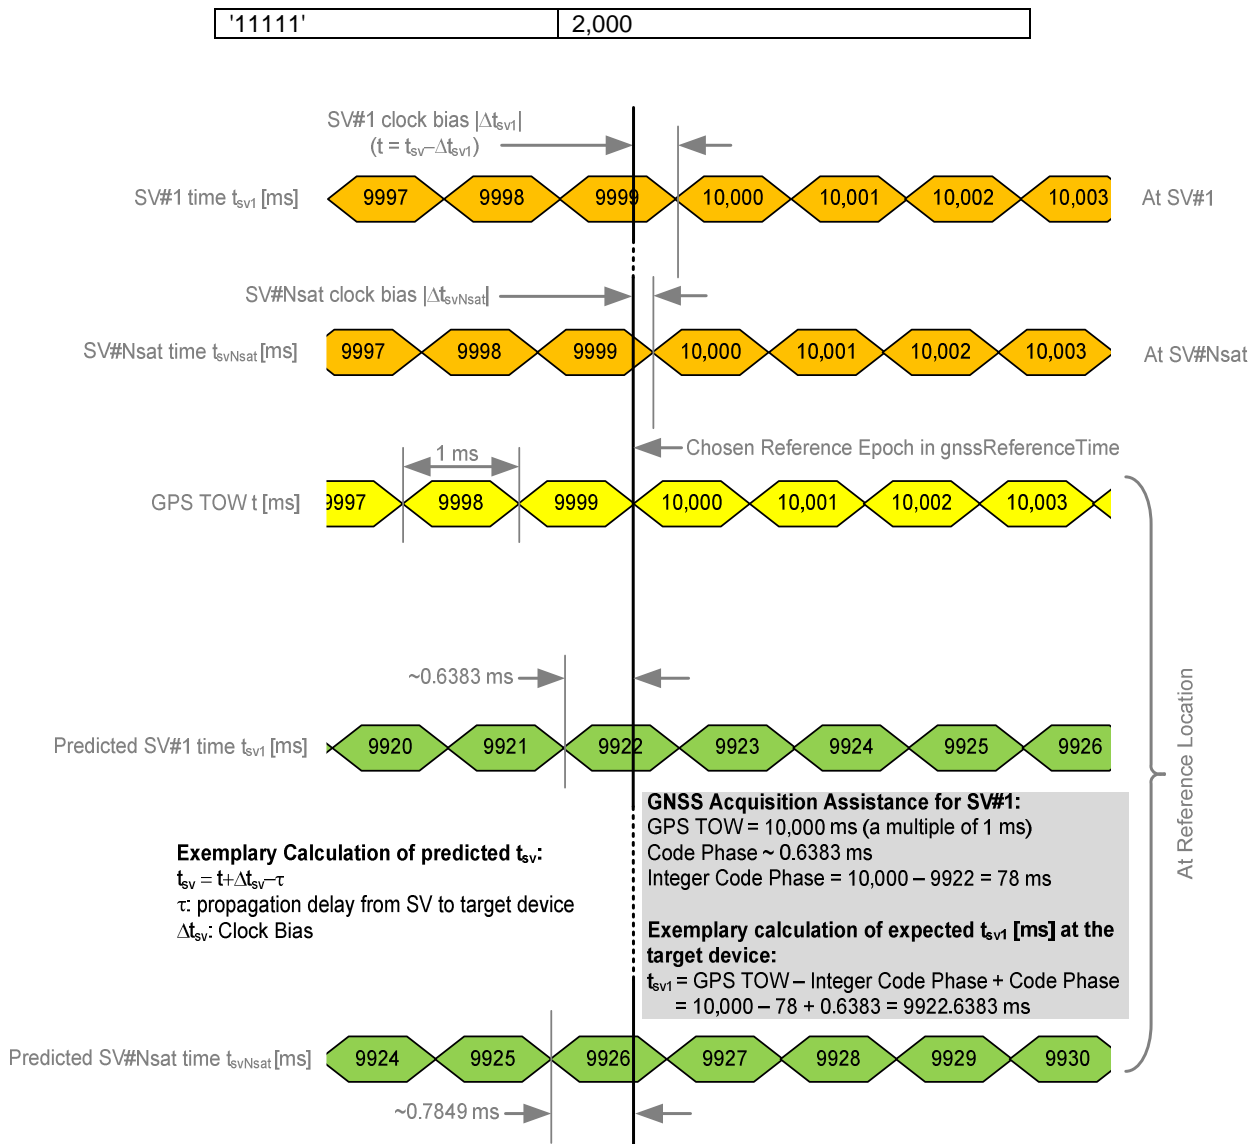 '11111' 2,000
SV#1 clock bias |Δtsv1|
(t = tsv–Δtsv1)
SV#1 time tsv1 [ms] 9997 9998 9999 10,000 10,001 10,002 10,003 At SV#1
SV#Nsat clock bias |ΔtsvNsat|
SV#Nsat time tsvNsat [ms] 9997 9998 9999 10,000 10,001 10,002 10,003 At SV#Nsat
Chosen Reference Epoch in gnssReferenceTime
1 ms
GPS TOW t [ms] 9997 9998 9999 10,000 10,001 10,002 10,003
~0.6383 ms
Predicted SV#1 time tsv1 [ms] 9920 9921 9922 9923 9924 9925 9926
At Reference Location
Exemplary Calculation of predicted tsv:
tsv = t+Δtsv–τ
τ: propagation delay from SV to target device
Δtsv: Clock Bias
GNSS Acquisition Assistance for SV#1:
GPS TOW = 10,000 ms (a multiple of 1 ms)
Code Phase ~ 0.6383 ms
Integer Code Phase = 10,000 – 9922 = 78 ms
Exemplary calculation of expected tsv1 [ms] at the
target device:
tsv1 = GPS TOW – Integer Code Phase + Code Phase
= 10,000 – 78 + 0.6383 = 9922.6383 ms
Predicted SV#Nsat time tsvNsat [ms] 9924 9925 9926 9927 9928 9929 9930
~0.7849 ms